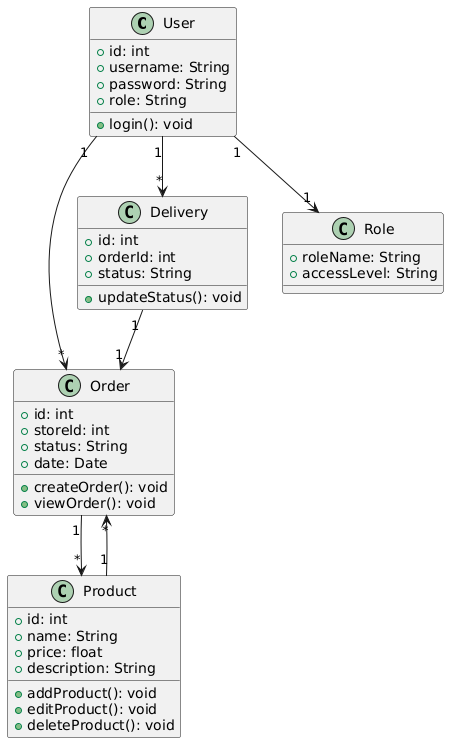 C User
id: int
username: String
password: String
role: String
login(): void
1
1
1
*
1
C Delivery
id: int
orderId: int
status: String
updateStatus(): void
C Role
roleName: String
accessLevel: String
1
*
1
C Order
id: int
storeId: int
status: String
date: Date
createOrder(): void
viewOrder(): void
1
*
*
1
C Product
id: int
name: String
price: float
description: String
addProduct(): void
editProduct(): void
deleteProduct(): void